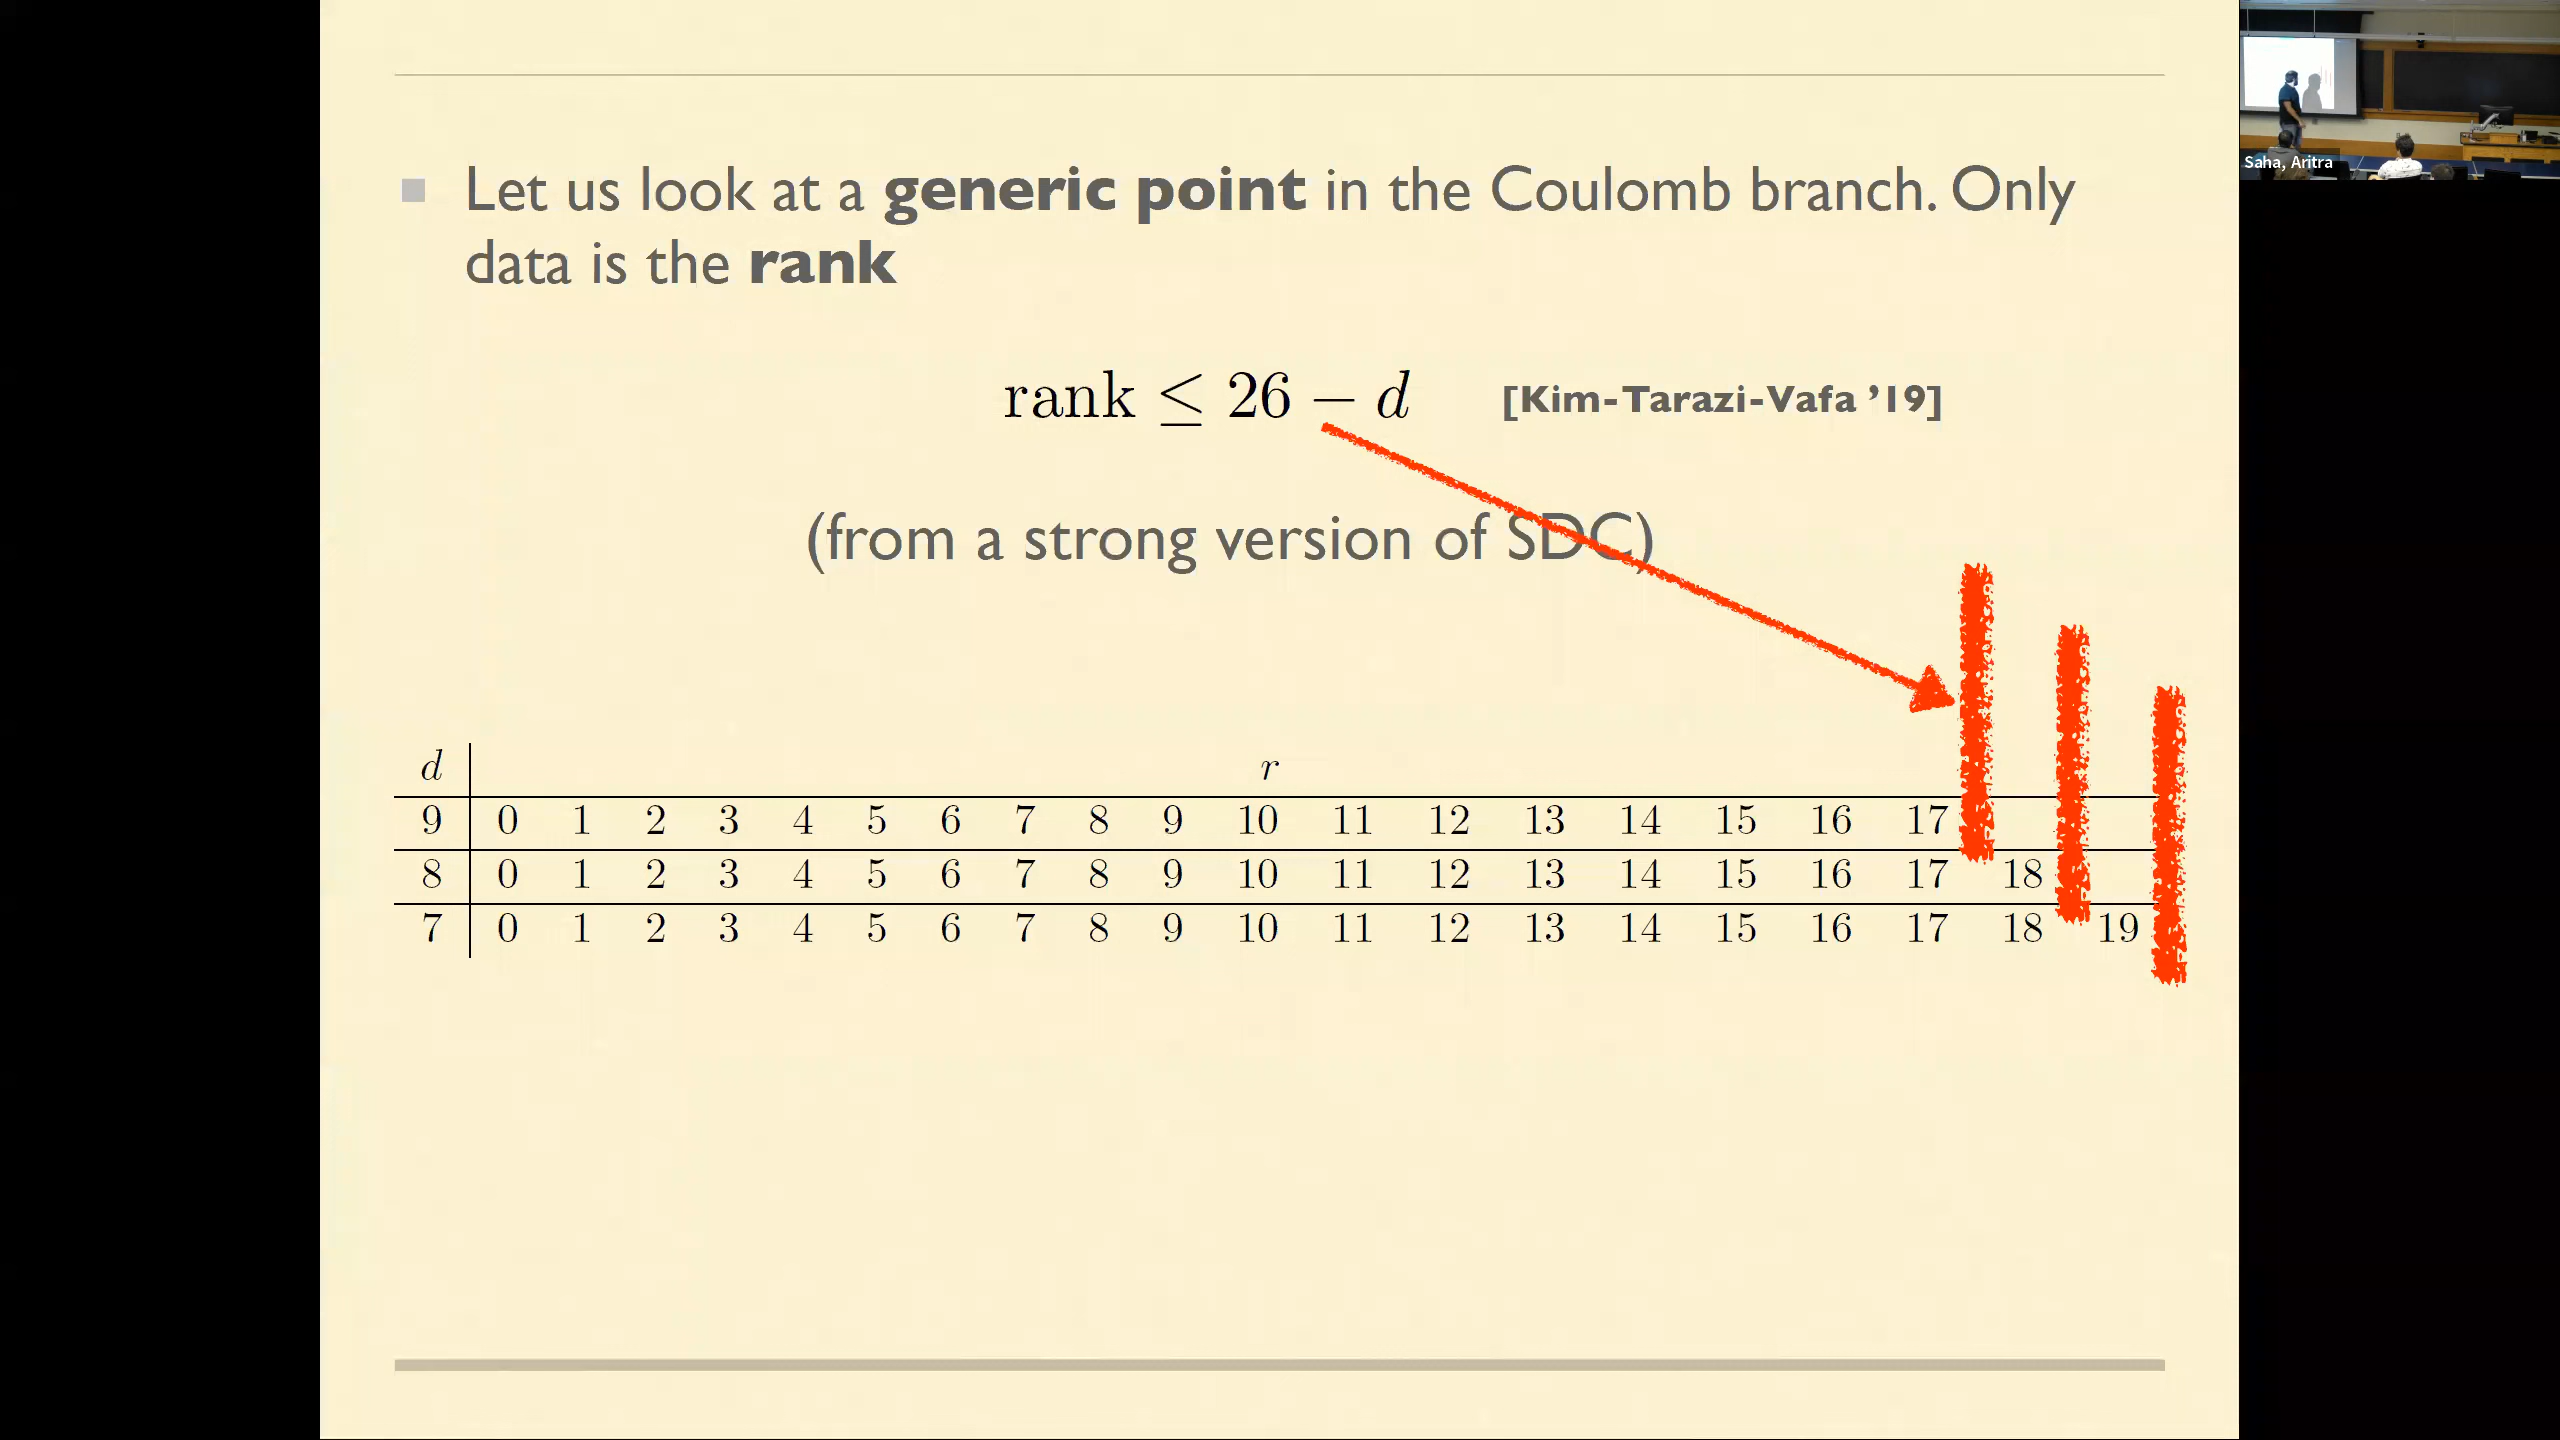 Let us look at a generic point in the Coulomb branch. Only
data is the rank
rank ≤ 26 − d [Kim-Tarazi-Vafa ’19]
(from a strong version of SDC)
d r
9 0 1 2 3 4 5 6 7 8 9 10 11 12 13 14 15 16 17
8 0 1 2 3 4 5 6 7 8 9 10 11 12 13 14 15 16 17 18
7 0 1 2 3 4 5 6 7 8 9 10 11 12 13 14 15 16 17 18 19
Saha, Aritra